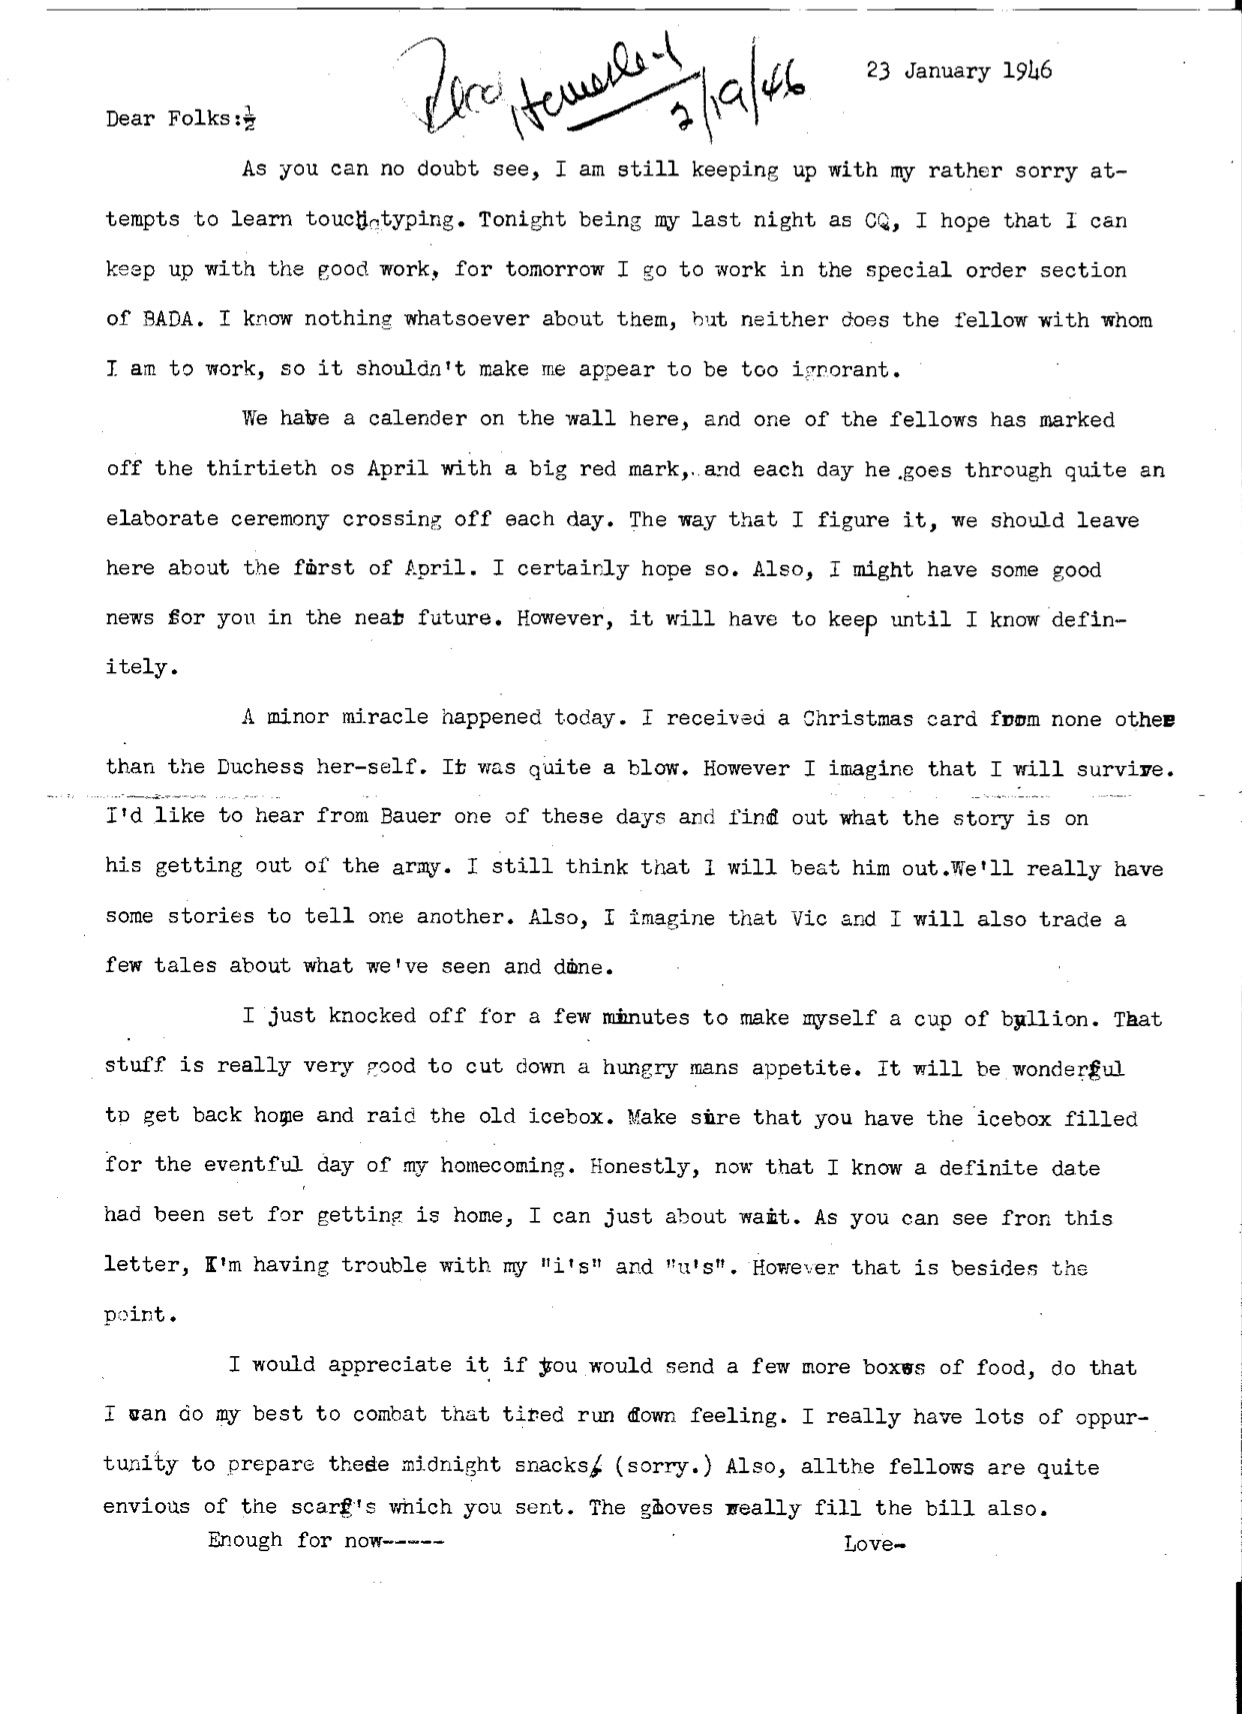 23 January 1946
2/19/46
Dear Folks:½
As you can no doubt see, I am still keeping up with my rather sorry at-
tempts to learn touch-typing. Tonight being my last night as CQ, I hope that I can
keep up with the good work, for tomorrow I go to work in the special order section
of BADA. I know nothing whatsoever about them, but neither does the fellow with whom
I am to work, so it shouldn't make me appear to be too ignorant.
We have a calender on the wall here, and one of the fellows has marked
off the thirtieth os April with a big red mark, and each day he goes through quite an
elaborate ceremony crossing off each day. The way that I figure it, we should leave
here about the first of April. I certainly hope so. Also, I might have some good
news for you in the near future. However, it will have to keep until I know defin-
itely.
A minor miracle happened today. I received a Christmas card from none other
than the Duchess her-self. It was quite a blow. However I imagine that I will survive.
I'd like to hear from Bauer one of these days and find out what the story is on
his getting out of the army. I still think that I will beat him out.We'll really have
some stories to tell one another. Also, I imagine that Vic and I will also trade a
few tales about what we've seen and done.
I just knocked off for a few minutes to make myself a cup of bullion. That
stuff is really very good to cut down a hungry mans appetite. It will be wonderful
to get back home and raid the old icebox. Make sure that you have the icebox filled
for the eventful day of my homecoming. Honestly, now that I know a definite date
had been set for getting is home, I can just about wait. As you can see fron this
letter, I'm having trouble with my "i's" and "u's". However that is besides the
point.
I would appreciate it if you would send a few more boxes of food, do that
I can do my best to combat that tired run down feeling. I really have lots of oppur-
tunity to prepare these midnight snacks, (sorry.) Also, allthe fellows are quite
envious of the scarf's which you sent. The gloves really fill the bill also.
Enough for now------
Love-